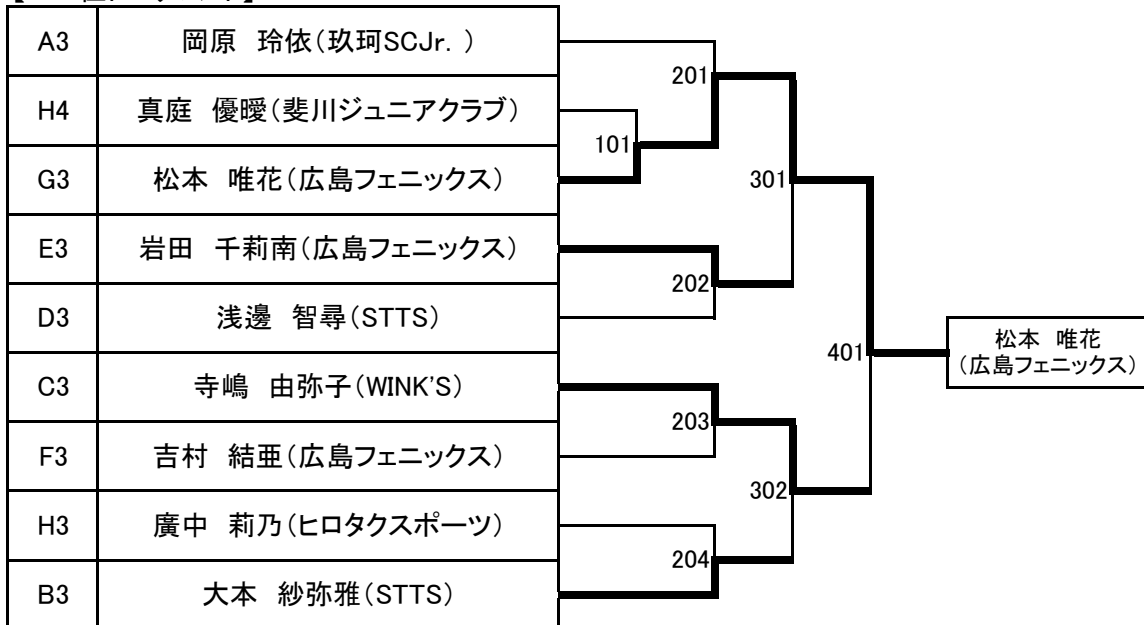 A3 岡原 玲依(玖珂SCJr. )
201
H4 真庭 優曖(斐川ジュニアクラブ)
101
G3 松本 唯花(広島フェニックス)
301
E3 岩田 千莉南(広島フェニックス)
202
D3 浅邊 智尋(STTS)
401
松本 唯花
(広島フェニックス)
C3 寺嶋 由弥子(WINK'S)
203
F3 吉村 結亜(広島フェニックス)
302
H3 廣中 莉乃(ヒロタクスポーツ)
204
B3 大本 紗弥雅(STTS)